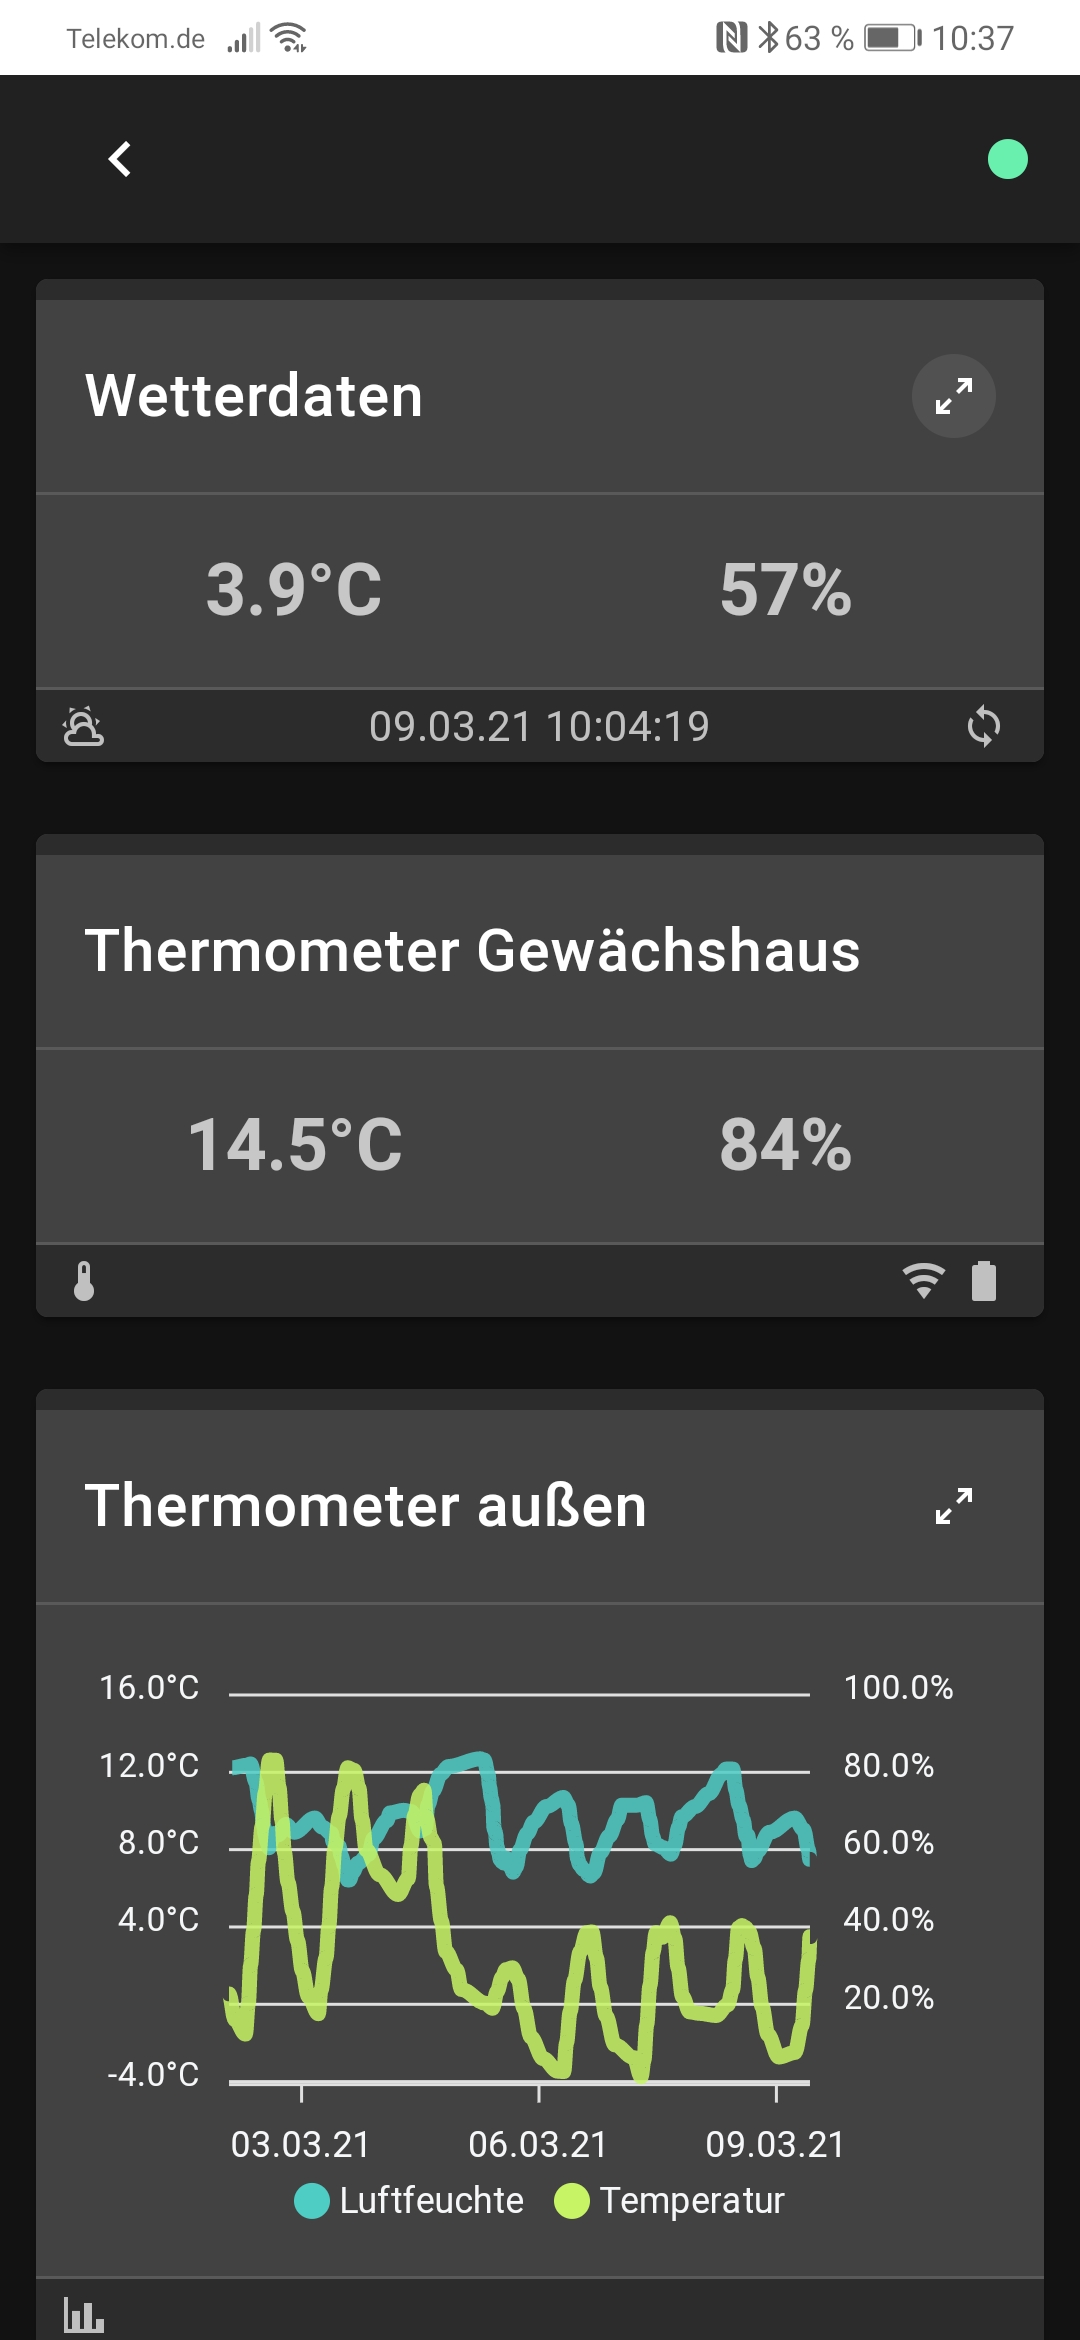 Telekom.de 63 % 10:37
Wetterdaten
3.9°C 57%
09.03.21 10:04:19
Thermometer Gewächshaus
14.5°C 84%
Thermometer außen
16.0°C 100.0%
12.0°C 80.0%
8.0°C 60.0%
4.0°C 40.0%
20.0%
-4.0°C
03.03.21 06.03.21 09.03.21
Luftfeuchte Temperatur